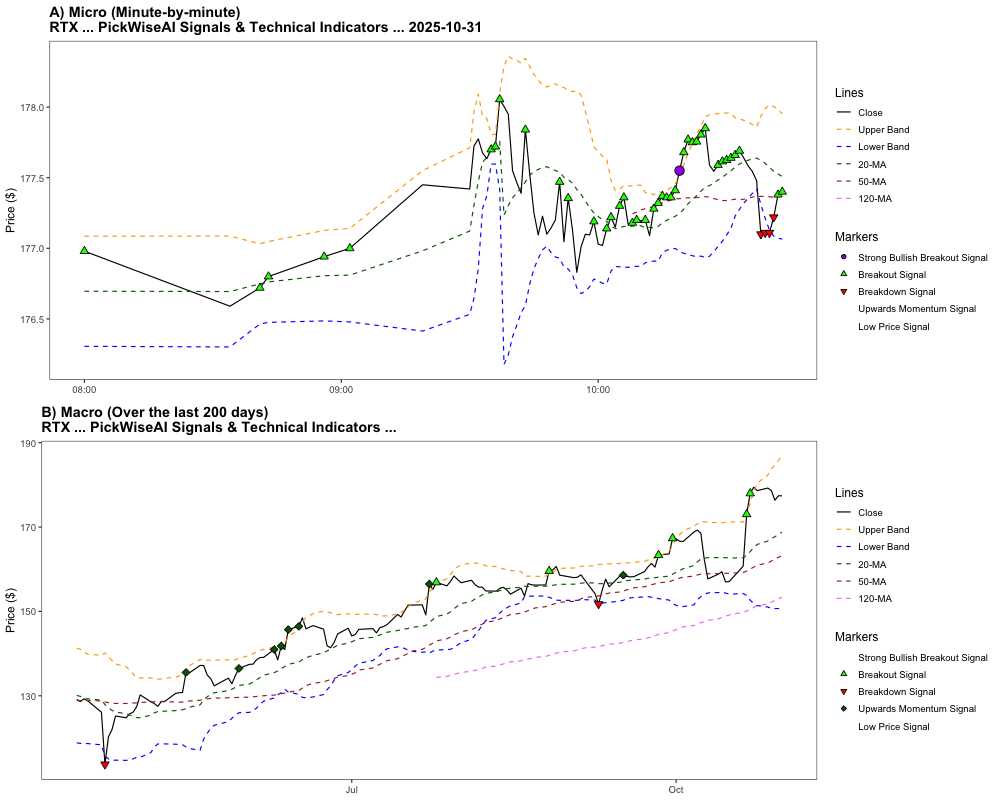 A) Micro (Minute-by-minute)
RTX ... PickWiseAI Signals & Technical Indicators ... 2025-10-31
Price ($)
178.0
177.5
177.0
176.5
08:00
09:00
10:00
Lines
Close
Upper Band
Lower Band
20-MA
50-MA
120-MA
Markers
Strong Bullish Breakout Signal
Breakout Signal
Breakdown Signal
Upwards Momentum Signal
Low Price Signal
B) Macro (Over the last 200 days)
RTX ... PickWiseAI Signals & Technical Indicators ...
Price ($)
190
170
150
130
Jul
Oct
Lines
Close
Upper Band
Lower Band
20-MA
50-MA
120-MA
Markers
Strong Bullish Breakout Signal
Breakout Signal
Breakdown Signal
Upwards Momentum Signal
Low Price Signal